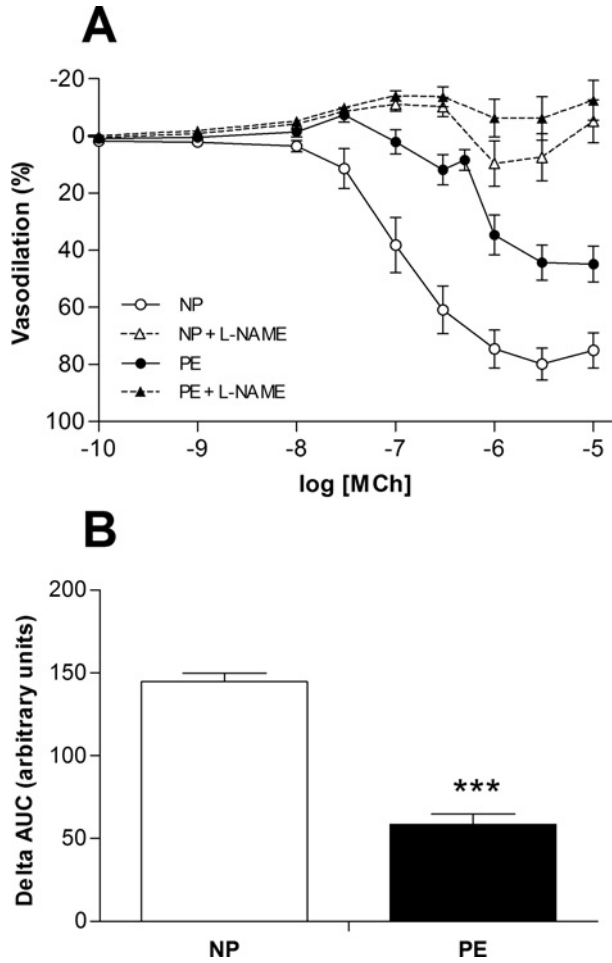 A
-20
0
20
40
60
80
100
Vasodilation (%)
NP
NP + L-NAME
PE
PE + L-NAME
-10 -9 -8 -7 -6 -5
log [MCh]
B
200
150
100
50
0
Delta AUC (arbitrary units)
***
NP PE